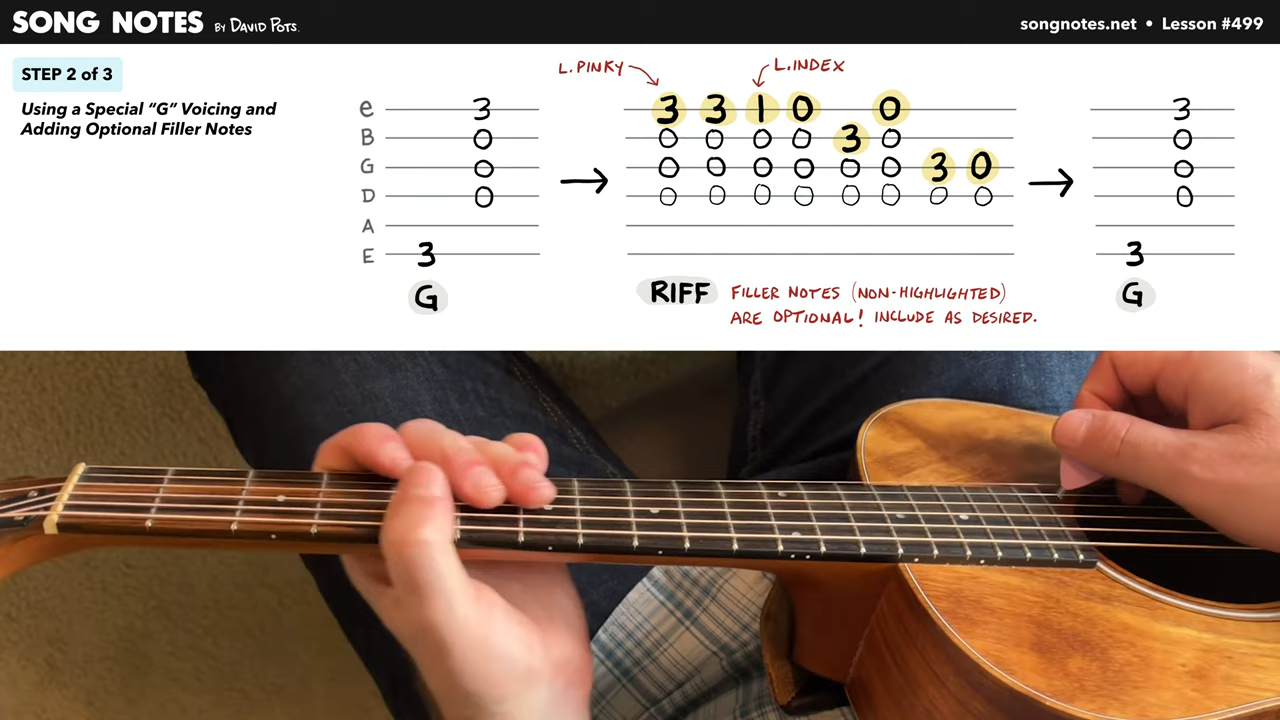 SONG NOTES BY DAVID POTS.
songnotes.net • Lesson #499
STEP 2 of 3
Using a Special “G” Voicing and
Adding Optional Filler Notes
L.PINKY
L.INDEX
e 3 3 3 1 0 0 3
B 0 0 0 0 0 3 0 0
G 0 0 0 0 0 0 0 3 0 0
D 0 0 0 0 0 0 0 0 0 0
A
E 3 3
G RIFF G
FILLER NOTES (NON-HIGHLIGHTED)
ARE OPTIONAL! INCLUDE AS DESIRED.